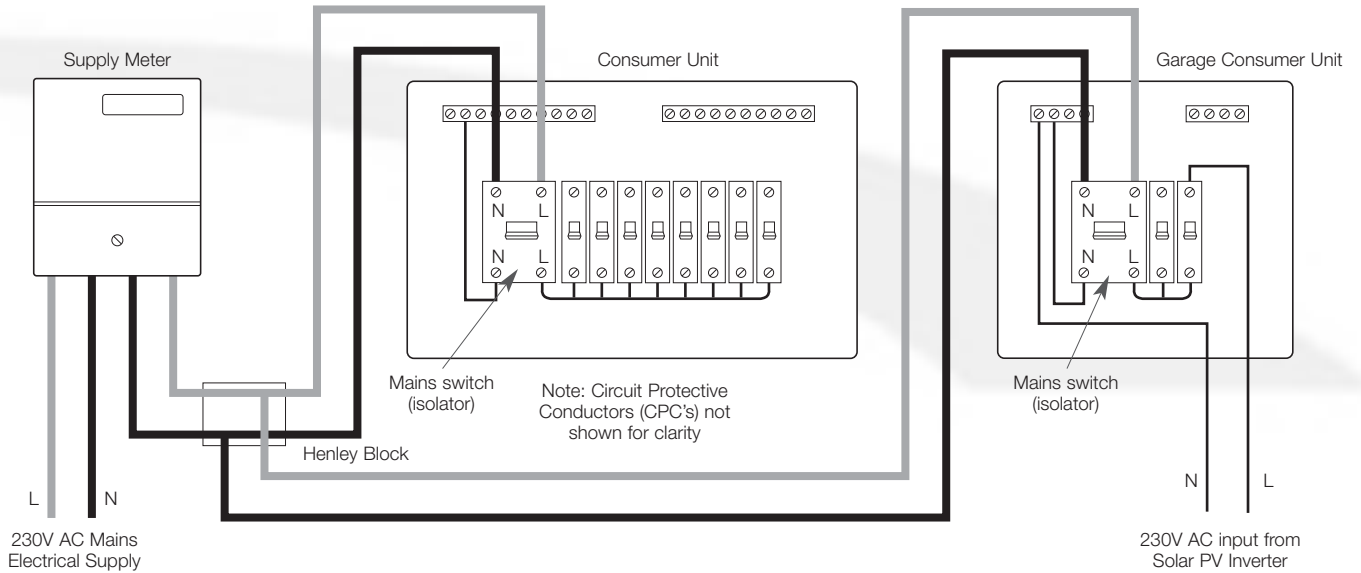 Supply Meter
Consumer Unit
Garage Consumer Unit
N L
N L
N L
N L
Mains switch
(isolator)
Note: Circuit Protective
Conductors (CPC's) not
shown for clarity
Mains switch
(isolator)
Henley Block
L N
N L
230V AC Mains
Electrical Supply
230V AC input from
Solar PV Inverter